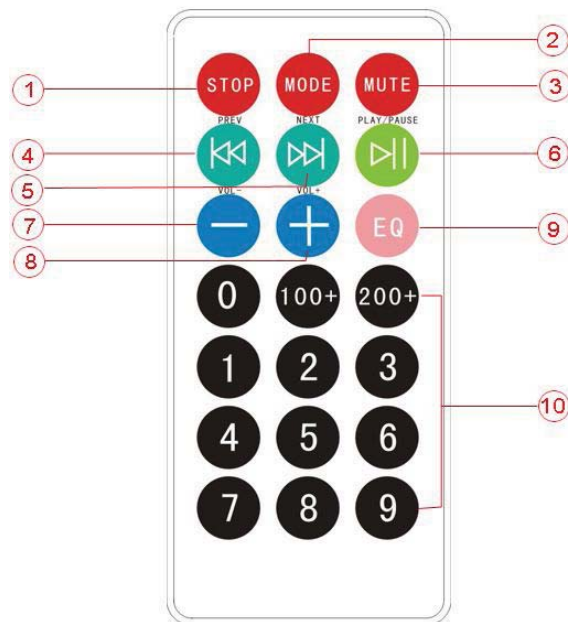 2
STOP MODE MUTE
1
3
PREV NEXT PLAY/PAUSE
4
6
5
VOL- VOL+
7
EQ
9
8
0 100+ 200+
1 2 3
10
4 5 6
7 8 9